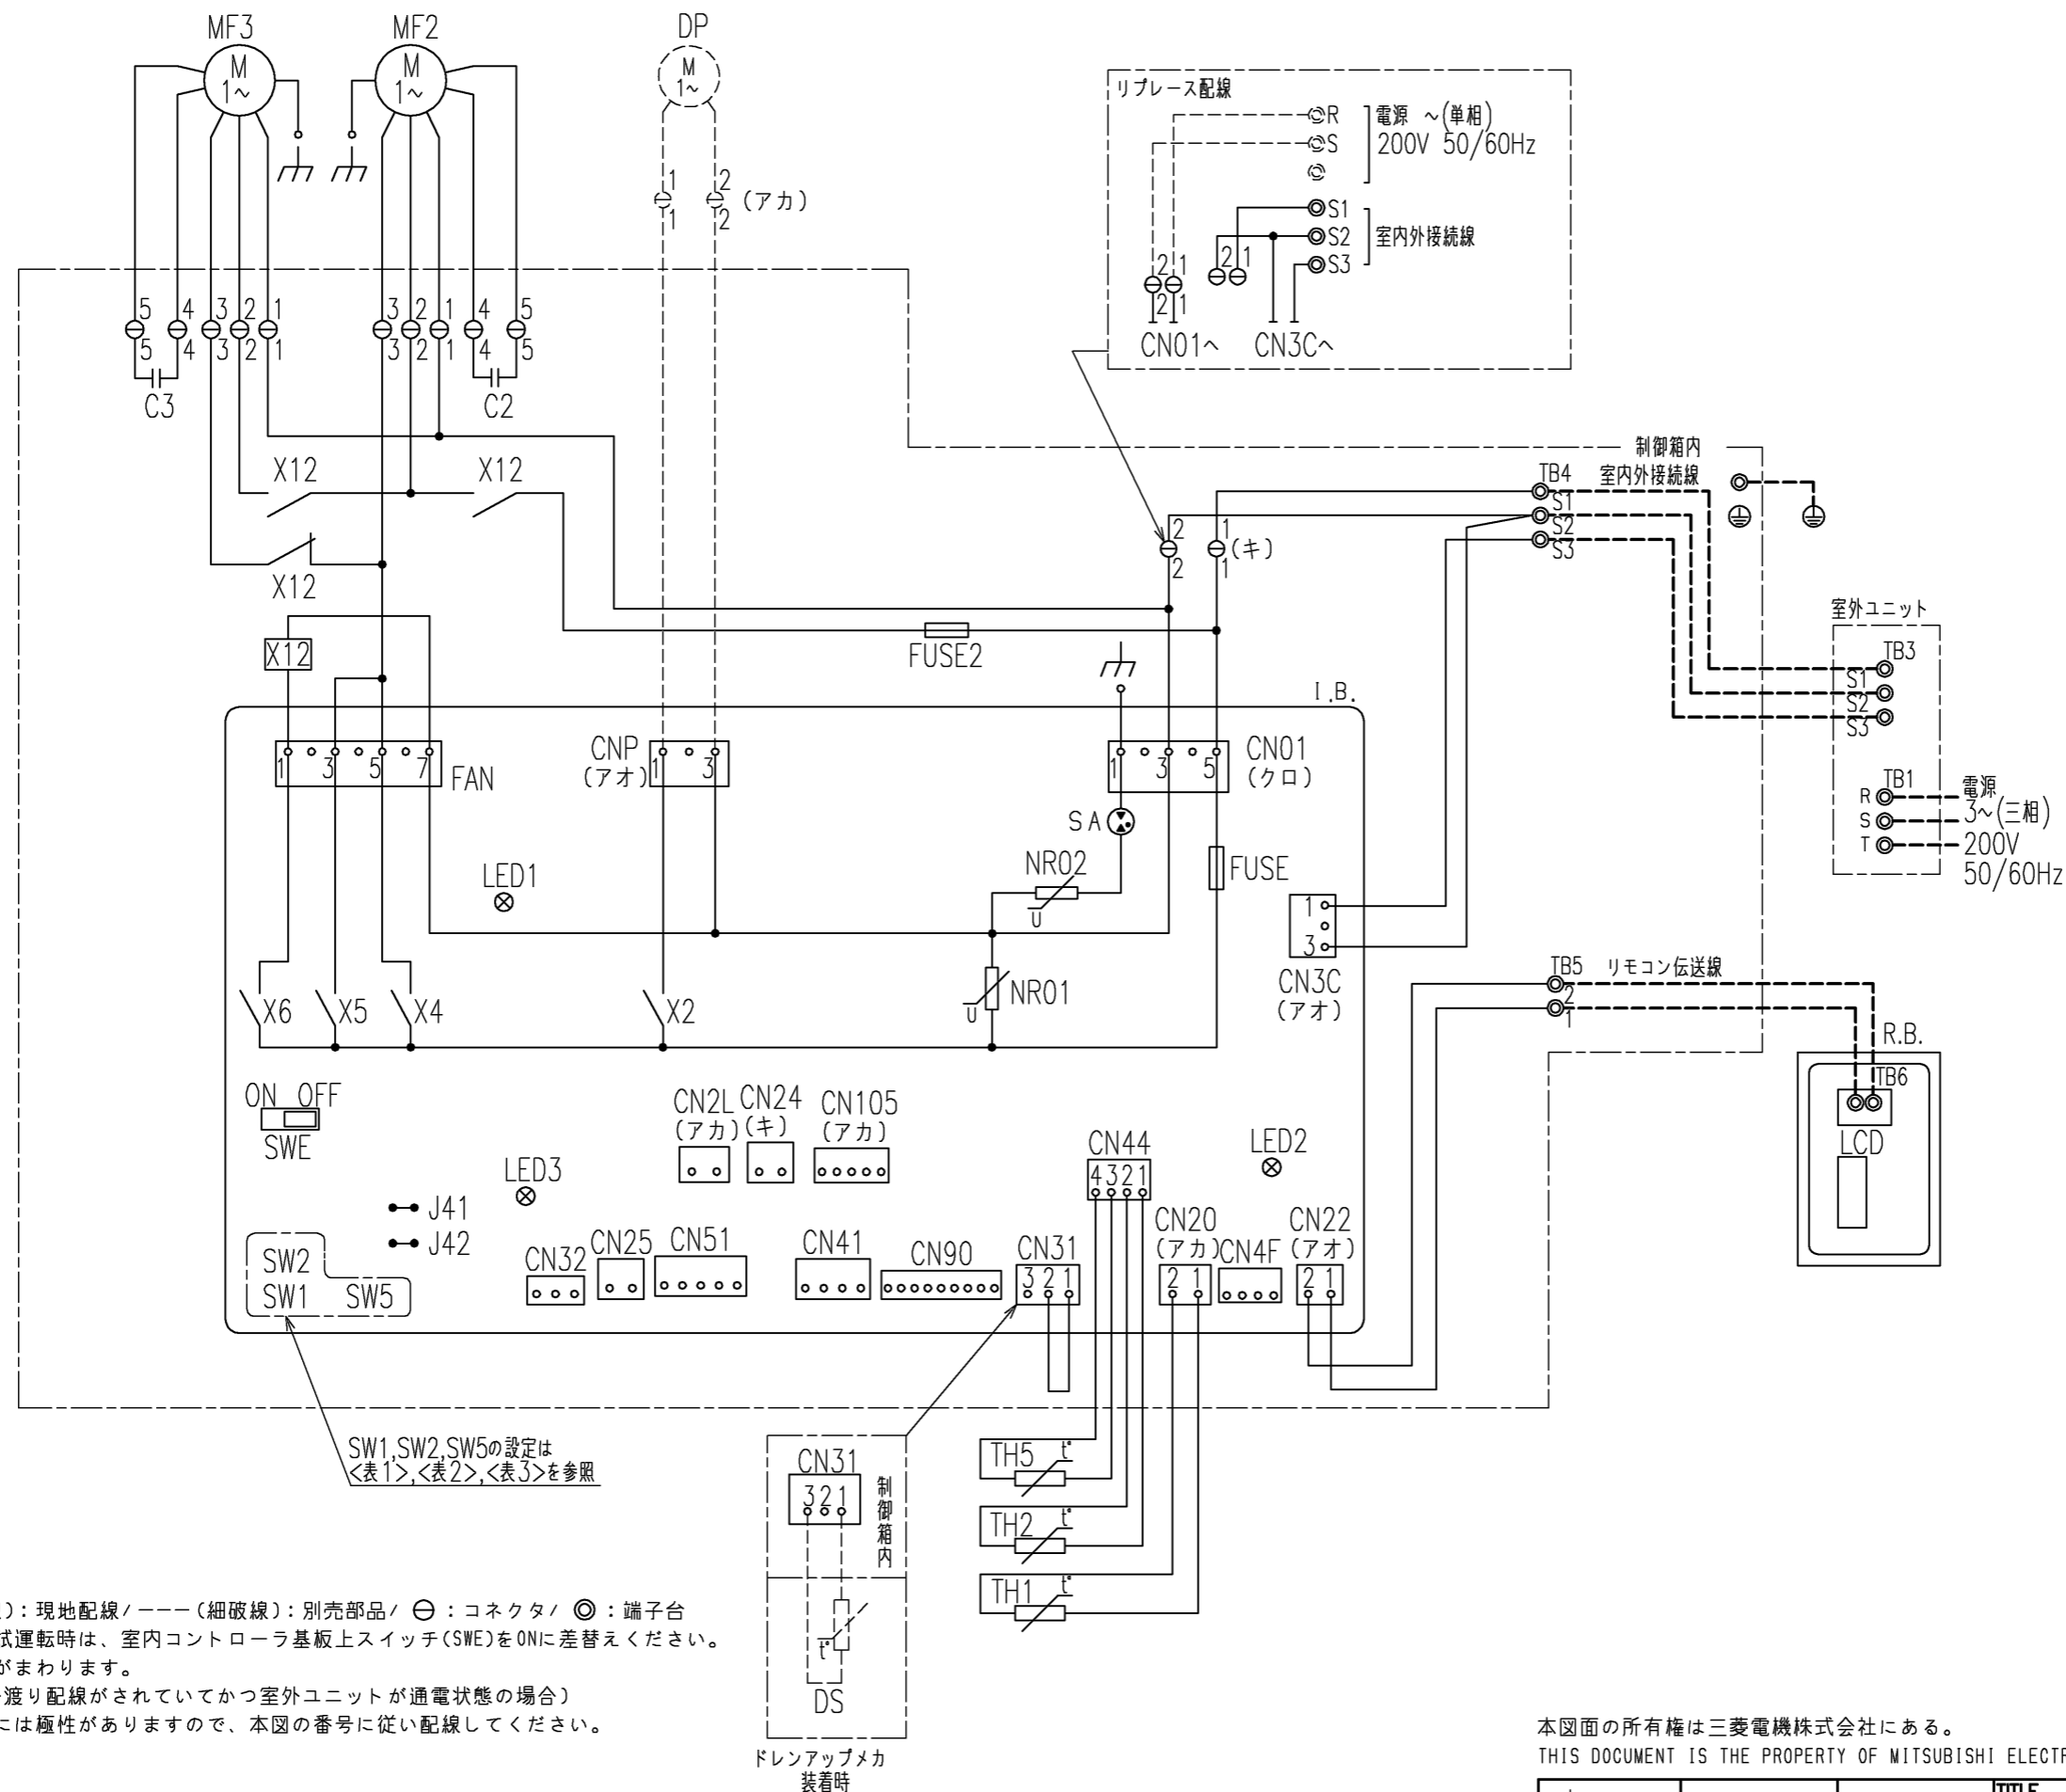 MF3
M
1~
MF2
M
1~
DP
M
1~
1 2
1 2
(アカ)
リプレース配線
R
S
電源 ~(単相)
200V 50/60Hz
S1
S2
S3
室内外接続線
2 1
2 1
2 1
CN01へ CN3Cへ
5 4 3 2 1
5 4 3 2 1
3 2 1 4 5
3 2 1 4 5
C3
C2
X12
X12
X12
X12
制御箱内
TB4 室内外接続線
S1
S2
S3
2 1
2 1
(キ)
FUSE2
室外ユニット
TB3
S1
S2
S3
TB1
R
S
T
電源
3~(三相)
200V
50/60Hz
I.B.
1 3 5 7
FAN
CNP
(アオ)
1 3
CN01
(クロ)
1 3 5
SA
NR02
U
FUSE
LED1
1
3
CN3C
(アオ)
X6
X5
X4
X2
NR01
U
TB5 リモコン伝送線
2
1
R.B.
TB6
LCD
ON OFF
SWE
CN2L
(アカ)
CN24
(キ)
CN105
(アカ)
LED3
CN44
4321
LED2
J41
J42
SW2
SW1 SW5
CN32
CN25
CN51
CN41
CN90
CN31
321
CN20
(アカ)
21
CN4F
CN22
(アオ)
21
SW1,SW2,SW5の設定は
<表1>,<表2>,<表3>を参照
CN31
321
制御箱内
t°
DS
ドレンアップメカ
装着時
TH5 t°
TH2 t°
TH1 t°
):現地配線/---(細破線):別売部品/ :コネクタ/ :端子台
試運転時は、室内コントローラ基板上スイッチ(SWE)をONに差替えください。
がまわります。
渡り配線がされていてかつ室外ユニットが通電状態の場合)
には極性がありますので、本図の番号に従い配線してください。
本図面の所有権は三菱電機株式会社にある。
THIS DOCUMENT IS THE PROPERTY OF MITSUBISHI
TITLE